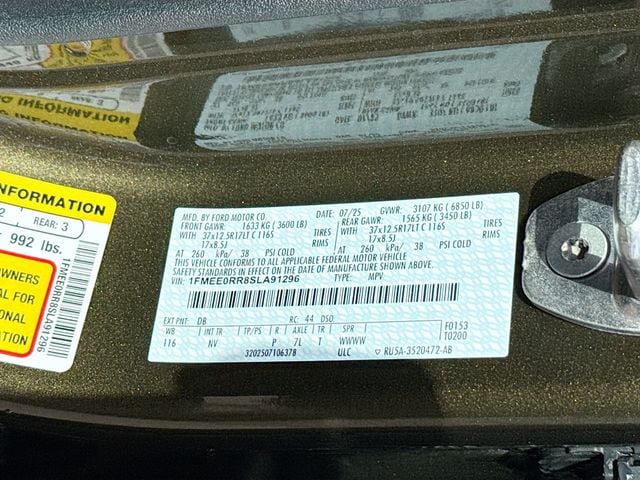 INFORMATION
2 REAR: 3
992 lbs.
OWNERS
FOR
IONAL
TION
1FMEE0RR8SLA91296
MFD. BY FORD MOTOR CO.
DATE: 07/25 GVWR: 3107 KG ( 6850 LB)
FRONT GAWR: 1633 KG ( 3600 LB) REAR GAWR: 1565 KG ( 3450 LB)
WITH 37x12.5R17LT C 116S TIRES WITH 37x12.5R17LT C 116S TIRES
17x8.5J RIMS 17x8.5J RIMS
AT 260 kPa/ 38 PSI COLD AT 260 kPa/ 38 PSI COLD
THIS VEHICLE CONFORMS TO ALL APPLICABLE FEDERAL MOTOR VEHICLE
SAFETY STANDARDS IN EFFECT ON THE DATE OF MANUFACTURE SHOWN ABOVE.
VIN: 1FMEE0RR8SLA91296 TYPE: MPV
EXT PNT: DB RC: 44 DSO: F0153
WB INT TR TP/PS R AXLE TR SPR T0200
116 NV P 7L T WWWW
3202507106378 ULC RU5A-3520472-AB